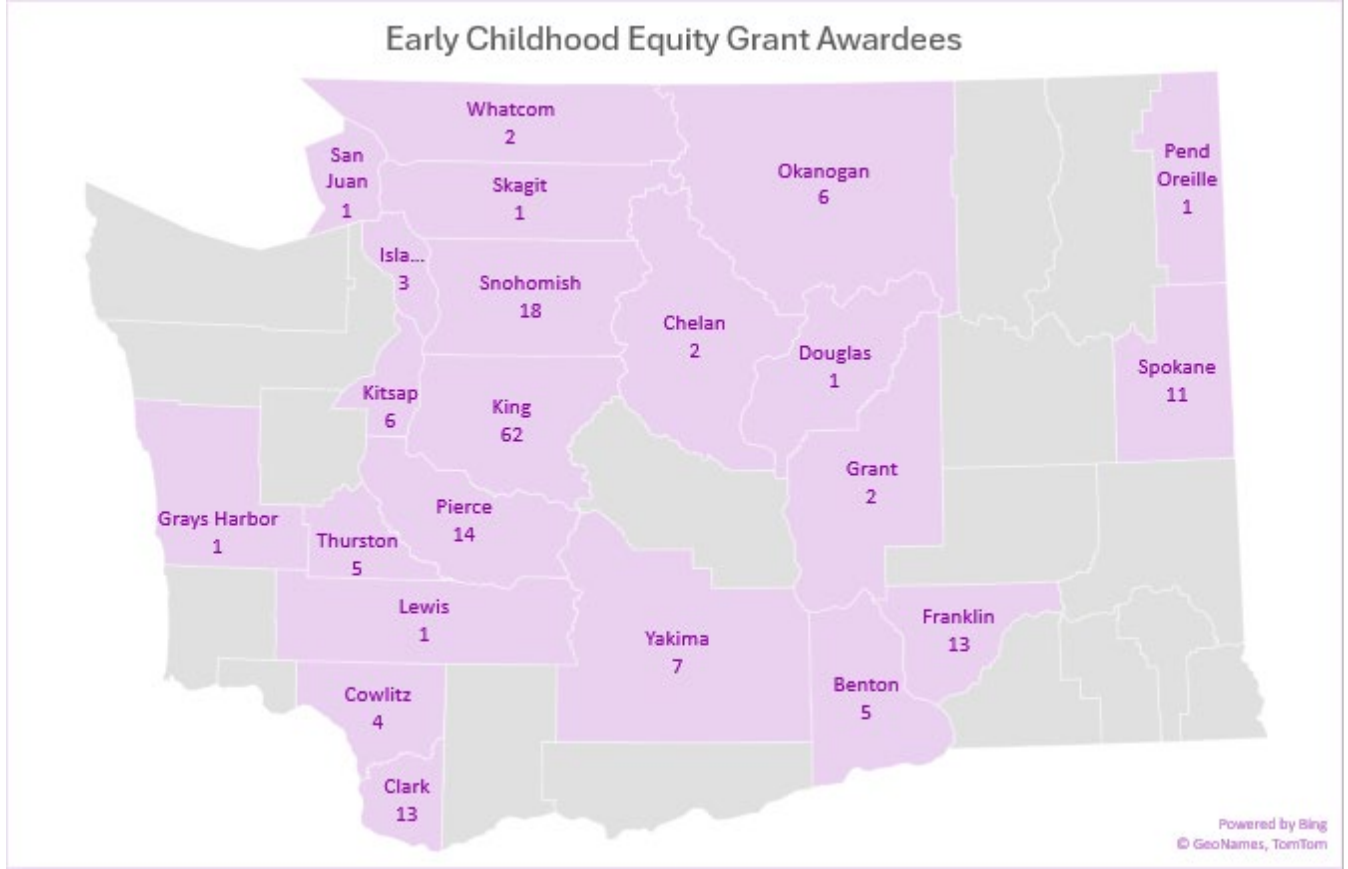 Early Childhood Equity Grant Awardees
Whatcom
2
San
Juan
1
Skagit
1
Okanogan
6
Pend
Oreille
1
Isla...
3
Snohomish
18
Chelan
2
Douglas
1
Spokane
11
Kitsap
6
King
62
Grant
2
Grays Harbor
1
Thurston
5
Pierce
14
Lewis
1
Yakima
7
Franklin
13
Benton
5
Cowlitz
4
Clark
13
Powered by Bing
© GeoNames, TomTom